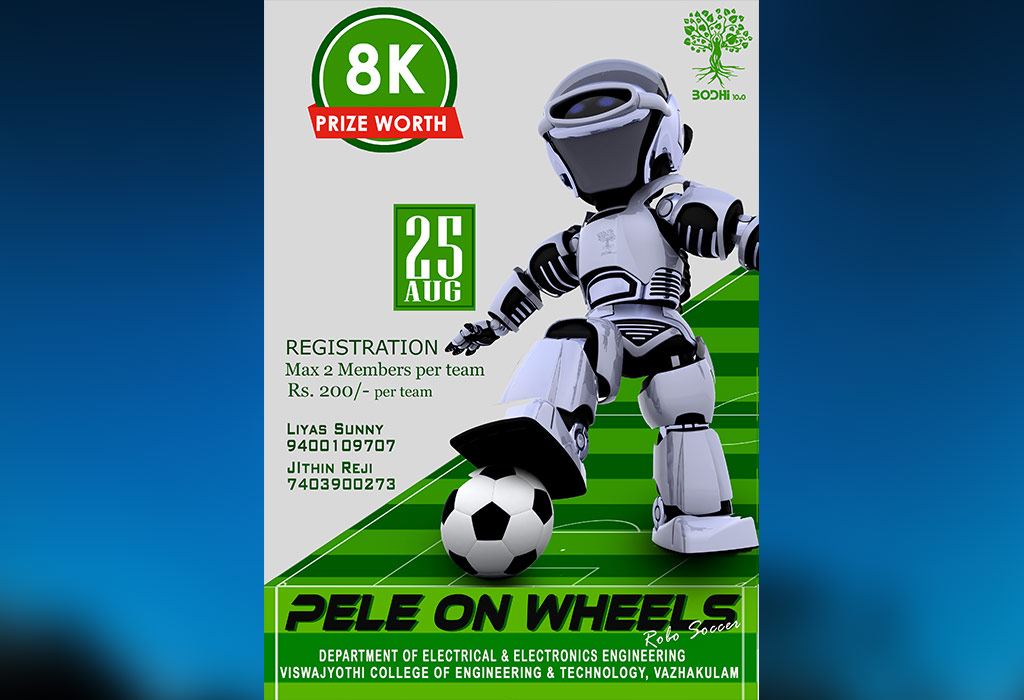 8K
PRIZE WORTH
BODHi 10.0
25
AUG
REGISTRATION
Max 2 Members per team
Rs. 200/- per team
LIYAS SUNNY
9400109707
JITHIN REJI
7403900273
PELE ON WHEELS
Robo Soccer
DEPARTMENT OF ELECTRICAL & ELECTRONICS ENGINEERING
VISWAJYOTHI COLLEGE OF ENGINEERING & TECHNOLOGY, VAZHAKULAM